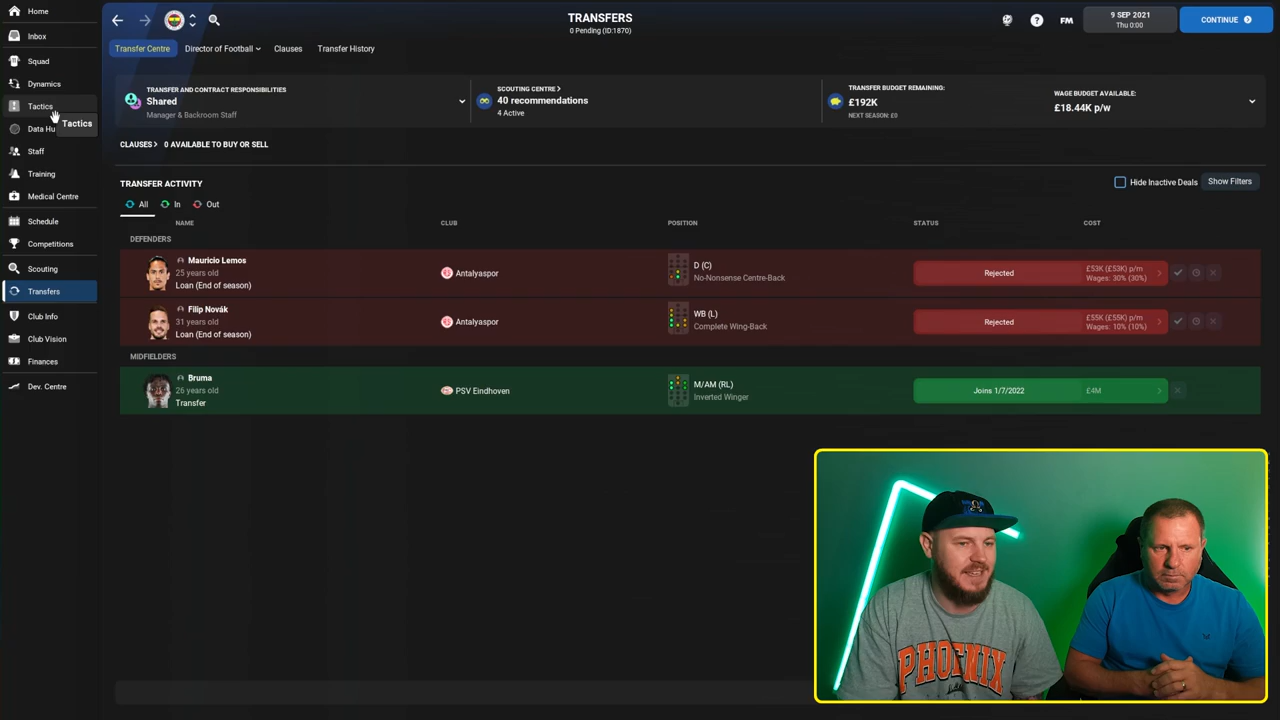 Home
Inbox
Squad
Dynamics
Tactics
Tactics
Data Hu
Staff
Training
Medical Centre
Schedule
Competitions
Scouting
Transfers
Club Info
Club Vision
Finances
Dev. Centre
TRANSFERS
0 Pending (ID:1870)
?
FM
9 SEP 2021
Thu 0:00
CONTINUE
Transfer Centre
Director of Football
Clauses
Transfer History
TRANSFER AND CONTRACT RESPONSIBILITIES
Shared
Manager & Backroom Staff
SCOUTING CENTRE >
40 recommendations
4 Active
TRANSFER BUDGET REMAINING:
£192K
NEXT SEASON: £0
WAGE BUDGET AVAILABLE:
£18.44K p/w
CLAUSES > 0 AVAILABLE TO BUY OR SELL
TRANSFER ACTIVITY
Hide Inactive Deals
Show Filters
All In Out
NAME CLUB POSITION STATUS COST
DEFENDERS
Mauricio Lemos
25 years old
Loan (End of season)
Antalyaspor
D (C)
No-Nonsense Centre-Back
Rejected
£53K (£53K) p/m
Wages: 30% (30%)
Filip Novák
31 years old
Loan (End of season)
Antalyaspor
WB (L)
Complete Wing-Back
Rejected
£55K (£55K) p/m
Wages: 10% (10%)
MIDFIELDERS
Bruma
26 years old
Transfer
PSV Eindhoven
M/AM (RL)
Inverted Winger
Joins 1/7/2022
£4M
PHOENIX